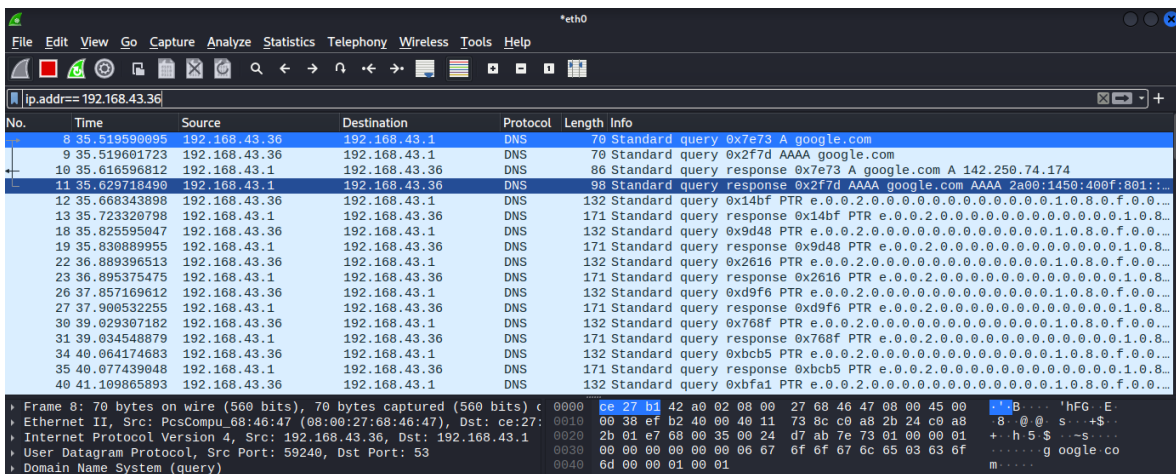 *eth0
File Edit View Go Capture Analyze Statistics Telephony Wireless Tools Help
ip.addr== 192.168.43.36
No. Time Source Destination Protocol Length Info
8 35.519590095 192.168.43.36 192.168.43.1 DNS 70 Standard query 0x7e73 A google.com
9 35.519601723 192.168.43.36 192.168.43.1 DNS 70 Standard query 0x2f7d AAAA google.com
10 35.616596812 192.168.43.1 192.168.43.36 DNS 86 Standard query response 0x7e73 A google.com A 142.250.74.174
11 35.629718490 192.168.43.1 192.168.43.36 DNS 98 Standard query response 0x2f7d AAAA google.com AAAA 2a00:1450:400f:801::…
12 35.668343898 192.168.43.36 192.168.43.1 DNS 132 Standard query 0x14bf PTR e.0.0.2.0.0.0.0.0.0.0.0.0.0.0.0.1.0.8.0.f.0.0.…
13 35.723320798 192.168.43.1 192.168.43.36 DNS 171 Standard query response 0x14bf PTR e.0.0.2.0.0.0.0.0.0.0.0.0.0.0.0.1.0.8.…
18 35.825595047 192.168.43.36 192.168.43.1 DNS 132 Standard query 0x9d48 PTR e.0.0.2.0.0.0.0.0.0.0.0.0.0.0.0.1.0.8.0.f.0.0.…
19 35.830889955 192.168.43.1 192.168.43.36 DNS 171 Standard query response 0x9d48 PTR e.0.0.2.0.0.0.0.0.0.0.0.0.0.0.0.1.0.8.…
22 36.889396513 192.168.43.36 192.168.43.1 DNS 132 Standard query 0x2616 PTR e.0.0.2.0.0.0.0.0.0.0.0.0.0.0.0.1.0.8.0.f.0.0.…
23 36.895375475 192.168.43.1 192.168.43.36 DNS 171 Standard query response 0x2616 PTR e.0.0.2.0.0.0.0.0.0.0.0.0.0.0.0.1.0.8.…
26 37.857169612 192.168.43.36 192.168.43.1 DNS 132 Standard query 0xd9f6 PTR e.0.0.2.0.0.0.0.0.0.0.0.0.0.0.0.1.0.8.0.f.0.0.…
27 37.900532255 192.168.43.1 192.168.43.36 DNS 171 Standard query response 0xd9f6 PTR e.0.0.2.0.0.0.0.0.0.0.0.0.0.0.0.1.0.8.…
30 39.029307182 192.168.43.36 192.168.43.1 DNS 132 Standard query 0x768f PTR e.0.0.2.0.0.0.0.0.0.0.0.0.0.0.0.1.0.8.0.f.0.0.…
31 39.034548879 192.168.43.1 192.168.43.36 DNS 171 Standard query response 0x768f PTR e.0.0.2.0.0.0.0.0.0.0.0.0.0.0.0.1.0.8.…
34 40.064174683 192.168.43.36 192.168.43.1 DNS 132 Standard query 0xbcb5 PTR e.0.0.2.0.0.0.0.0.0.0.0.0.0.0.0.1.0.8.0.f.0.0.…
35 40.077439048 192.168.43.1 192.168.43.36 DNS 171 Standard query response 0xbcb5 PTR e.0.0.2.0.0.0.0.0.0.0.0.0.0.0.0.1.0.8.…
40 41.109865893 192.168.43.36 192.168.43.1 DNS 132 Standard query 0xbfa1 PTR e.0.0.2.0.0.0.0.0.0.0.0.0.0.0.0.1.0.8.0.f.0.0.…
Frame 8: 70 bytes on wire (560 bits), 70 bytes captured (560 bits) o
Ethernet II, Src: PcsCompu_68:46:47 (08:00:27:68:46:47), Dst: ce:27:
Internet Protocol Version 4, Src: 192.168.43.36, Dst: 192.168.43.1
User Datagram Protocol, Src Port: 59240, Dst Port: 53
Domain Name System (query)
0000 ce 27 b1 42 a0 02 08 00 27 68 46 47 08 00 45 00 ·'·B···· 'hFG··E·
0010 00 38 ef b2 40 00 40 11 73 8c c0 a8 2b 24 c0 a8 ·8··@·@· s···+$··
0020 2b 01 e7 68 00 35 00 24 d7 ab 7e 73 01 00 00 01 +··h·5·$ ··~s····
0030 00 00 00 00 00 00 06 67 6f 6f 67 6c 65 03 63 6f ·······g oogle·co
0040 6d 00 00 01 00 01 m·····